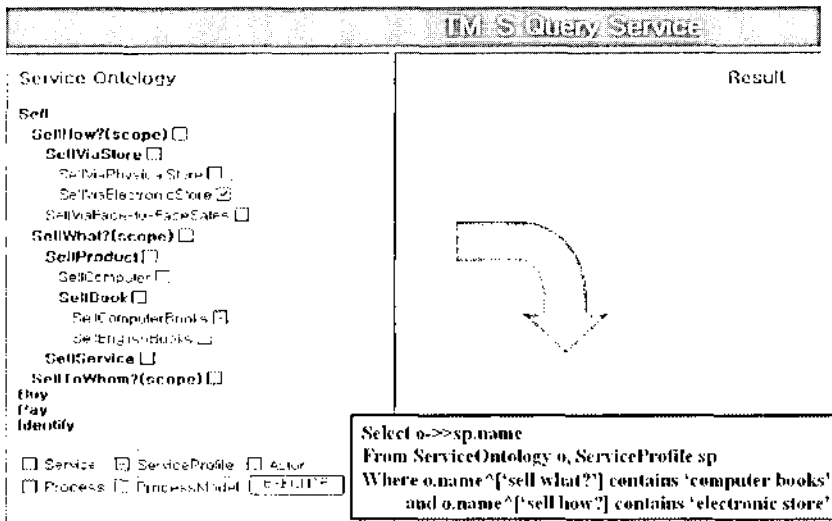 TM-S Query Service
Service Ontology
Sell
SellHow?(scope)
SellViaStore
SellViaPhysicalStore
SellViaElectronicStore
SellViaFace-to-FaceSales
SellWhat?(scope)
SellProduct
SellComputer
SellBook
SellComputerBooks
SellEnglishBooks
SellService
SellToWhom?(scope)
Buy
Pay
Identify
Service ServiceProfile Actor
Process ProcessModel EXECUTE
Result
Select o->>sp.name
From ServiceOntology o, ServiceProfile sp
Where o.name^['sell what?'] contains 'computer books'
and o.name^['sell how?] contains 'electronic store'